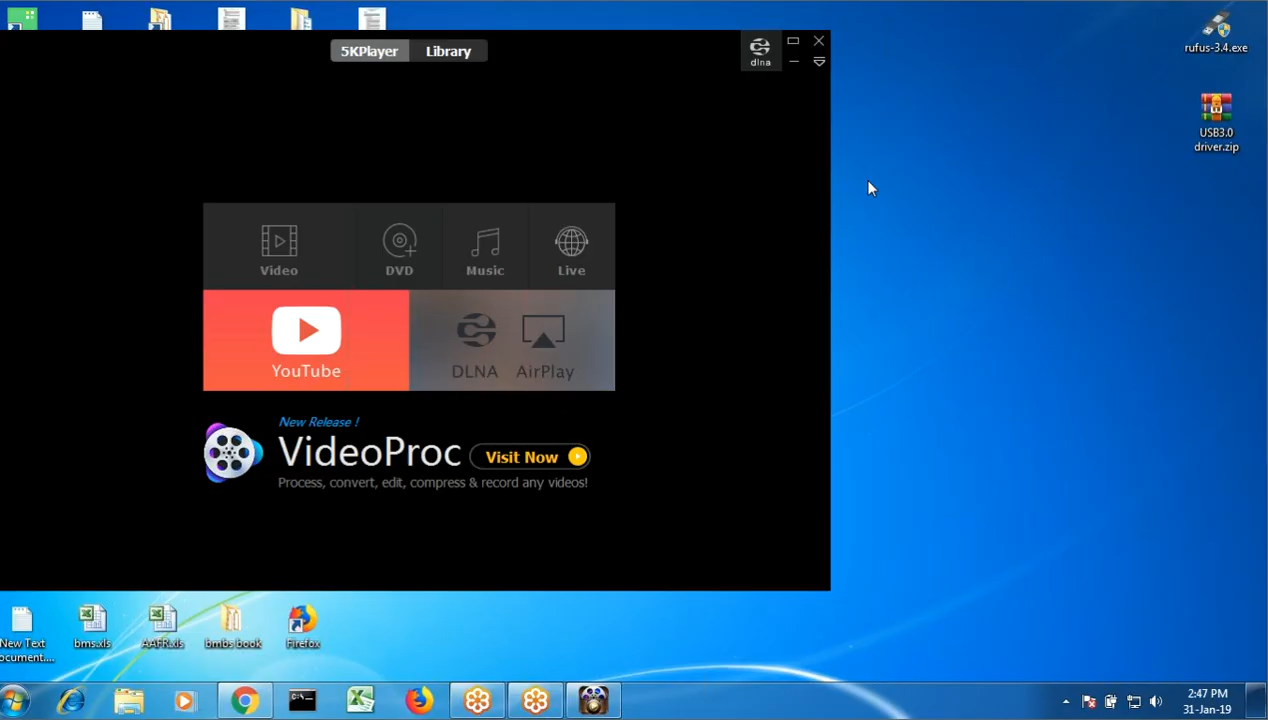 5KPlayer Library
dlna
rufus-3.4.exe
USB3.0
driver.zip
Video DVD Music Live
YouTube DLNA AirPlay
New Release !
VideoProc Visit Now
Process, convert, edit, compress & record any videos!
New Text
ocument.... bms.xls AAFR.xls bmbs book Firefox
2:47 PM
31-Jan-19